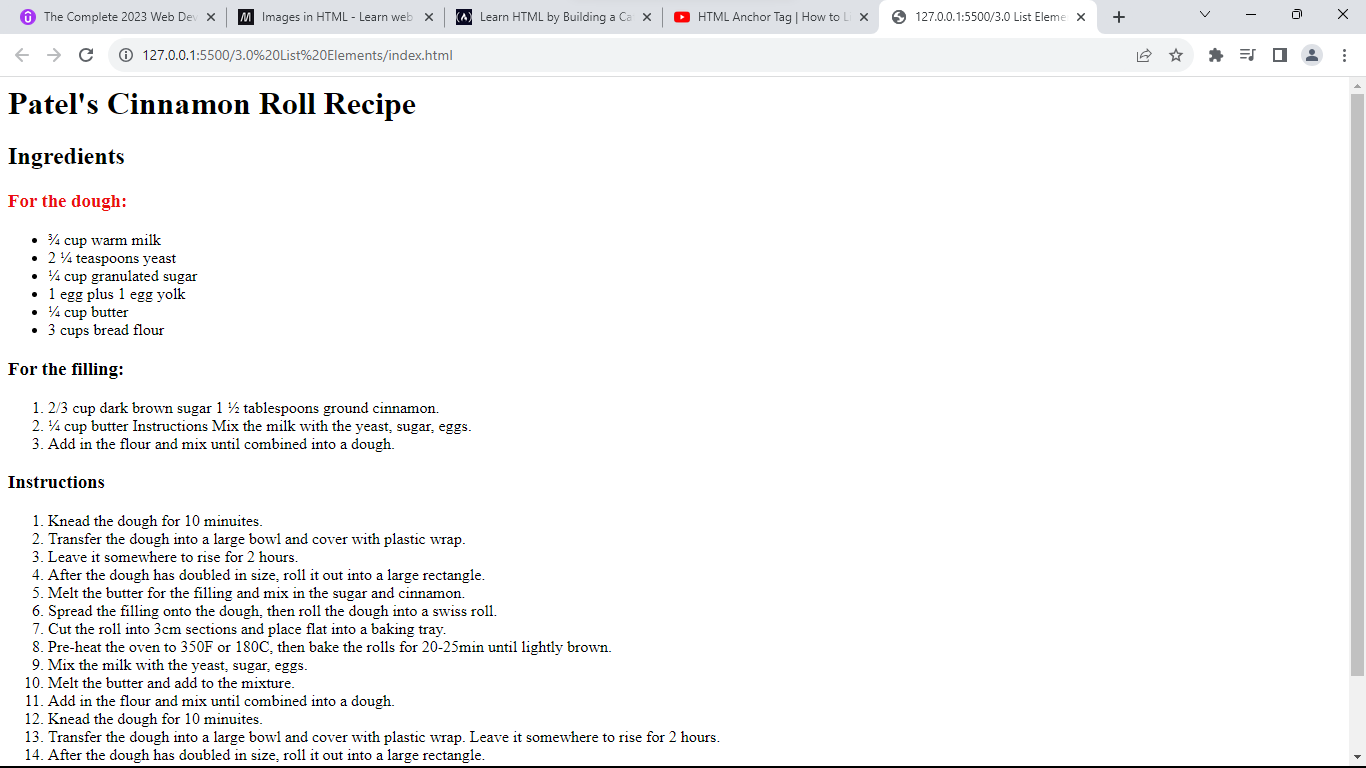 The Complete 2023 Web Dev
Images in HTML - Learn web
Learn HTML by Building a Ca
HTML Anchor Tag | How to L
127.0.0.1:5500/3.0 List Eleme
127.0.0.1:5500/3.0%20List%20Elements/index.html
Patel's Cinnamon Roll Recipe
Ingredients
For the dough:
• ¾ cup warm milk
• 2 ¼ teaspoons yeast
• ¼ cup granulated sugar
• 1 egg plus 1 egg yolk
• ¼ cup butter
• 3 cups bread flour
For the filling:
1. 2/3 cup dark brown sugar 1 ½ tablespoons ground cinnamon.
2. ¼ cup butter Instructions Mix the milk with the yeast, sugar, eggs.
3. Add in the flour and mix until combined into a dough.
Instructions
1. Knead the dough for 10 minuites.
2. Transfer the dough into a large bowl and cover with plastic wrap.
3. Leave it somewhere to rise for 2 hours.
4. After the dough has doubled in size, roll it out into a large rectangle.
5. Melt the butter for the filling and mix in the sugar and cinnamon.
6. Spread the filling onto the dough, then roll the dough into a swiss roll.
7. Cut the roll into 3cm sections and place flat into a baking tray.
8. Pre-heat the oven to 350F or 180C, then bake the rolls for 20-25min until lightly brown.
9. Mix the milk with the yeast, sugar, eggs.
10. Melt the butter and add to the mixture.
11. Add in the flour and mix until combined into a dough.
12. Knead the dough for 10 minuites.
13. Transfer the dough into a large bowl and cover with plastic wrap. Leave it somewhere to rise for 2 hours.
14. After the dough has doubled in size, roll it out into a large rectangle.